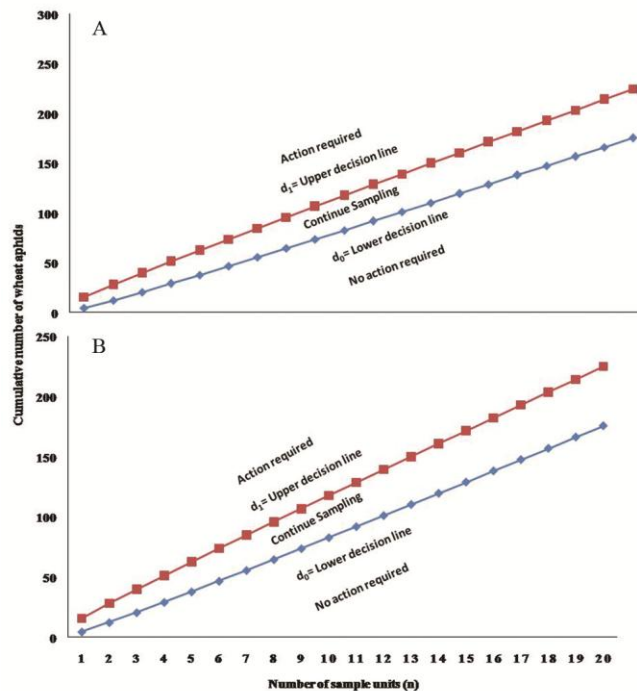 Cumulative number of wheat aphids
A
300
250
200
150
100
50
0
Action required
d₁= Upper decision line
Continue Sampling
d₀= Lower decision line
No action required
B
250
200
150
100
50
0
Action required
d₁= Upper decision line
Continue Sampling
d₀= Lower decision line
No action required
1 2 3 4 5 6 7 8 9 10 11 12 13 14 15 16 17 18 19 20
Number of sample units (n)